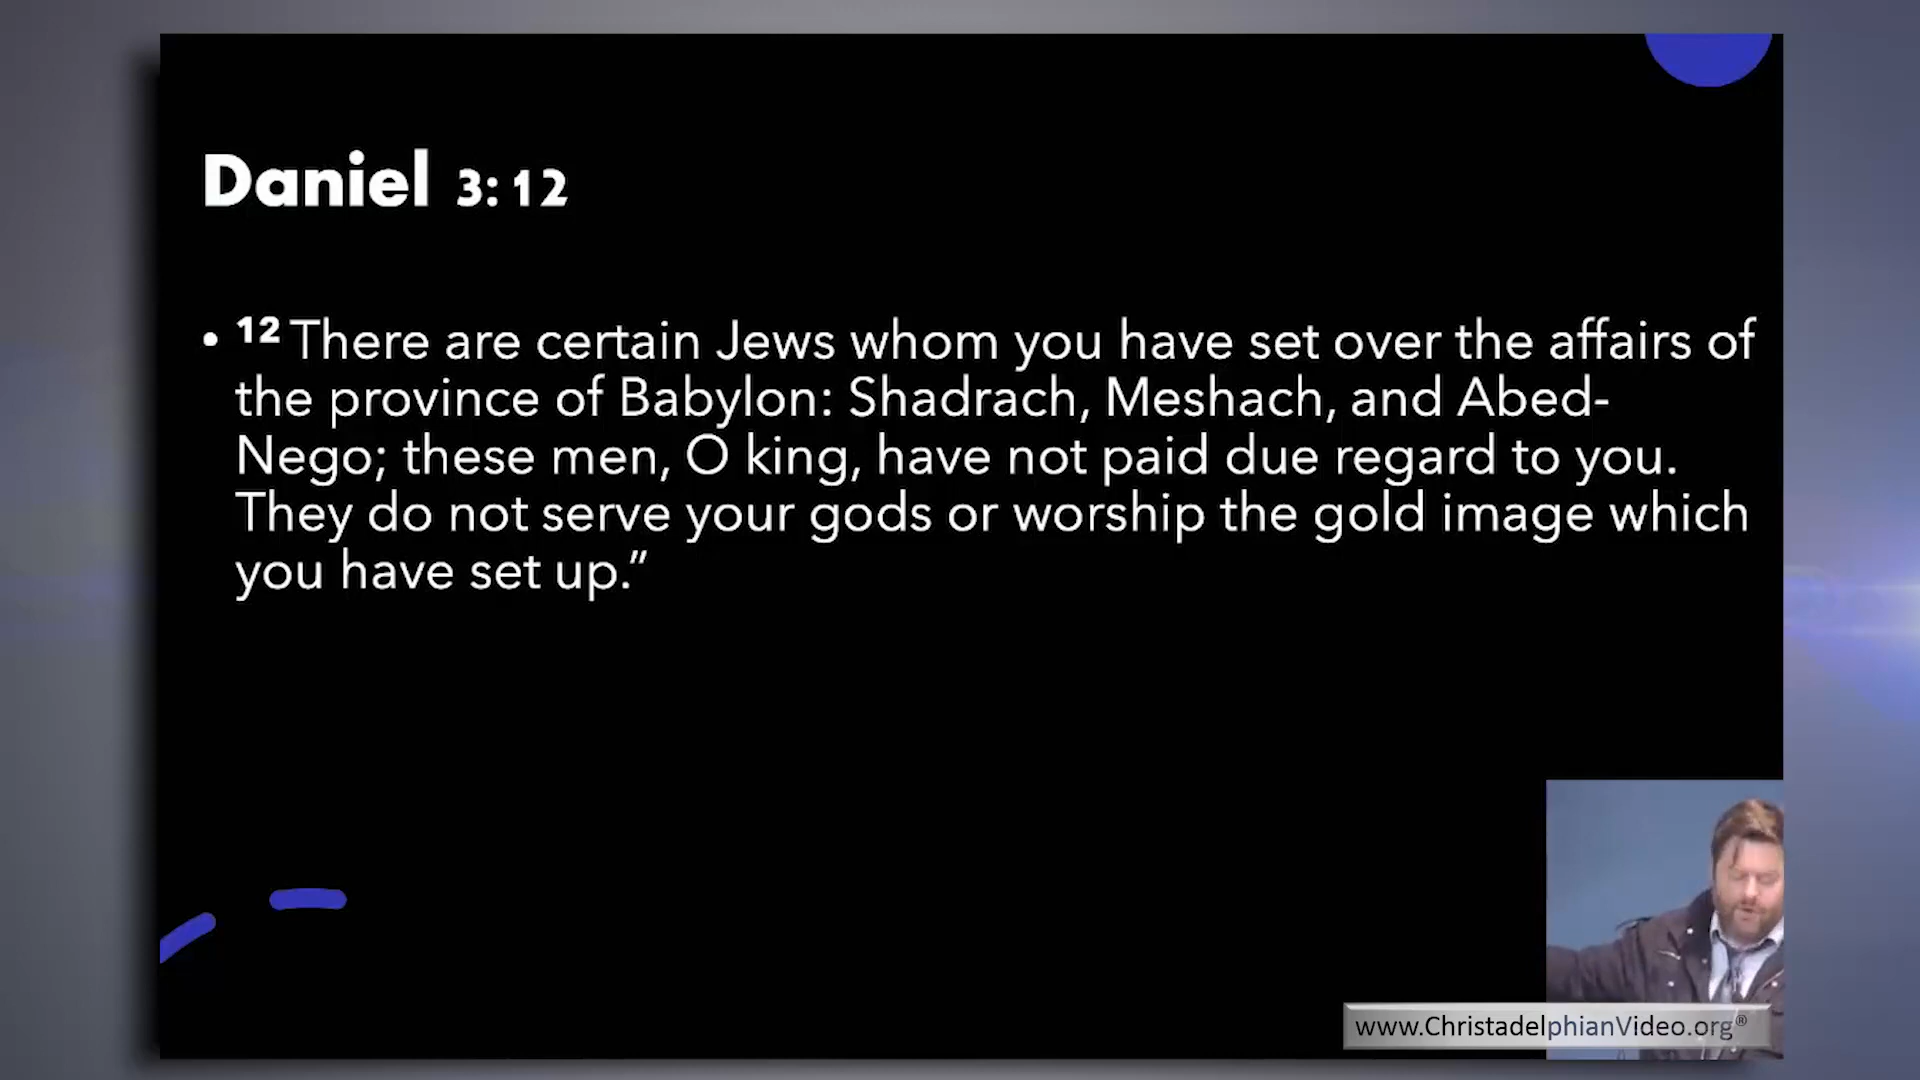 Daniel 3:12
• 12 There are certain Jews whom you have set over the affairs of
the province of Babylon: Shadrach, Meshach, and Abed-
Nego; these men, O king, have not paid due regard to you.
They do not serve your gods or worship the gold image which
you have set up.”
www.ChristadelphianVideo.org®